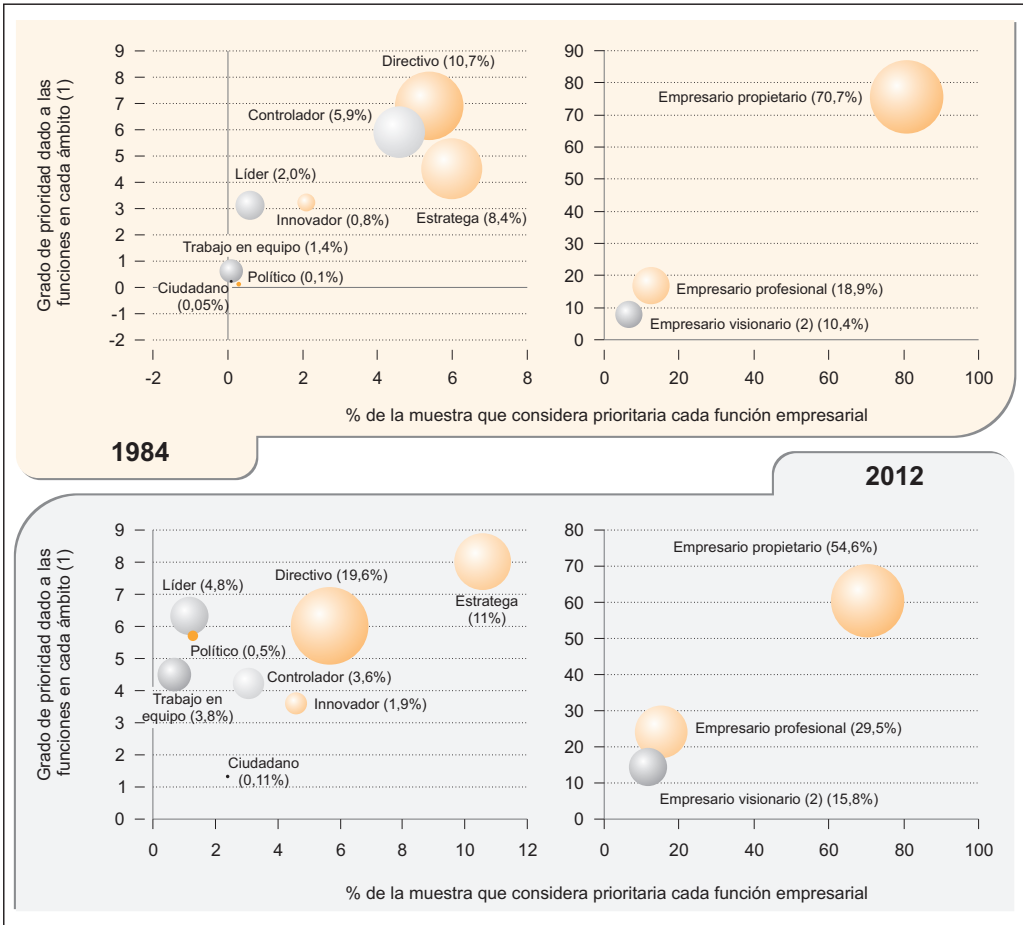 Grado de prioridad dado a las
funciones en cada ámbito (1)
9
8
7
6
5
4
3
2
1
0
-1
-2
-2
0
2
4
6
8
Directivo (10,7%)
Controlador (5,9%)
Líder (2,0%)
Innovador (0,8%)
Estratega (8,4%)
Trabajo en equipo (1,4%)
Político (0,1%)
Ciudadano
(0,05%)
90
80
70
60
50
40
30
20
10
0
0
20
40
60
80
100
Empresario propietario (70,7%)
Empresario profesional (18,9%)
Empresario visionario (2) (10,4%)
% de la muestra que considera prioritaria cada función empresarial
1984
2012
Grado de prioridad dado a las
funciones en cada ámbito (1)
9
8
7
6
5
4
3
2
1
0
0
2
4
6
8
10
12
Líder (4,8%)
Directivo (19,6%)
Estratega
(11%)
Político (0,5%)
Controlador (3,6%)
Trabajo en
equipo (3,8%)
Innovador (1,9%)
Ciudadano
(0,11%)
80
70
60
50
40
30
20
10
0
0
20
40
60
80
100
Empresario propietario (54,6%)
Empresario profesional (29,5%)
Empresario visionario (2) (15,8%)
% de la muestra que considera prioritaria cada función empresarial